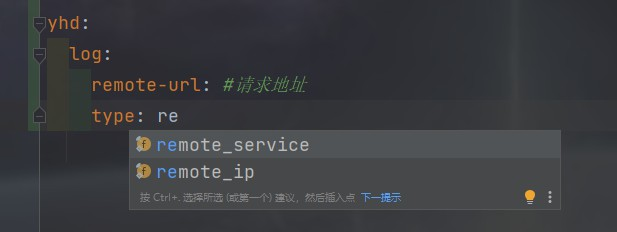 yhd:
log:
remote-url: #请求地址
type: re
remote_service
remote_ip
按 Ctrl+. 选择所选 (或第一个) 建议，然后插入点 下一提示